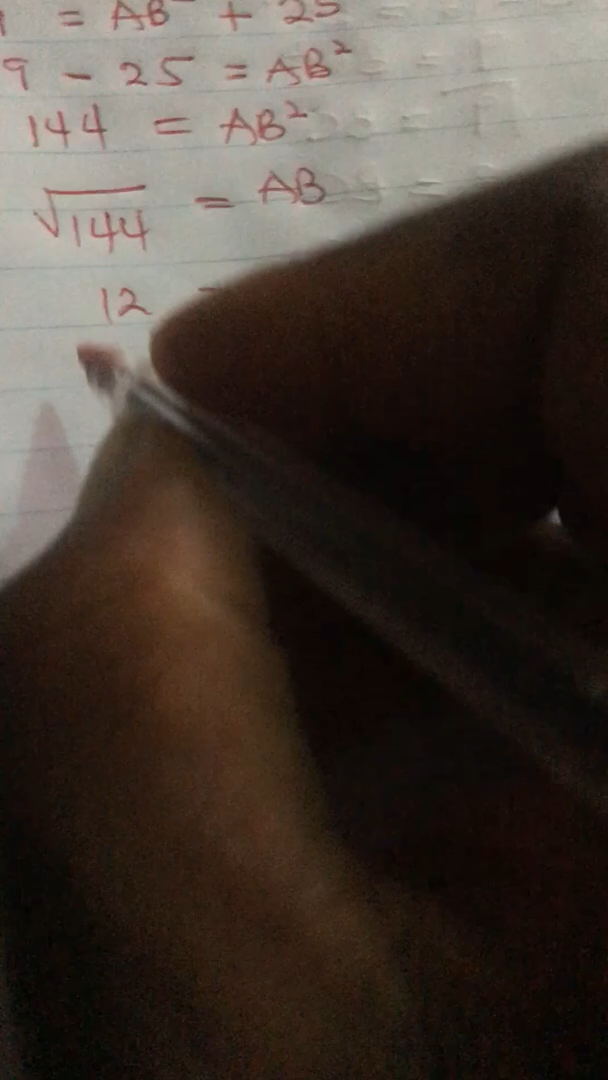 = AB + 25
9 - 25 = AB²
144 = AB²
√144 = AB
12 =